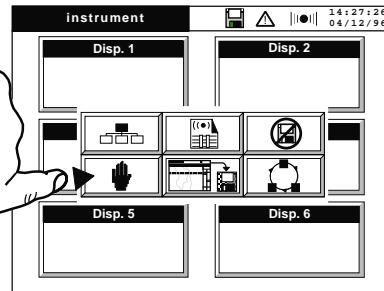 instrument
14:27:26
04/12/96
Disp. 1
Disp. 2
Disp. 5
Disp. 6